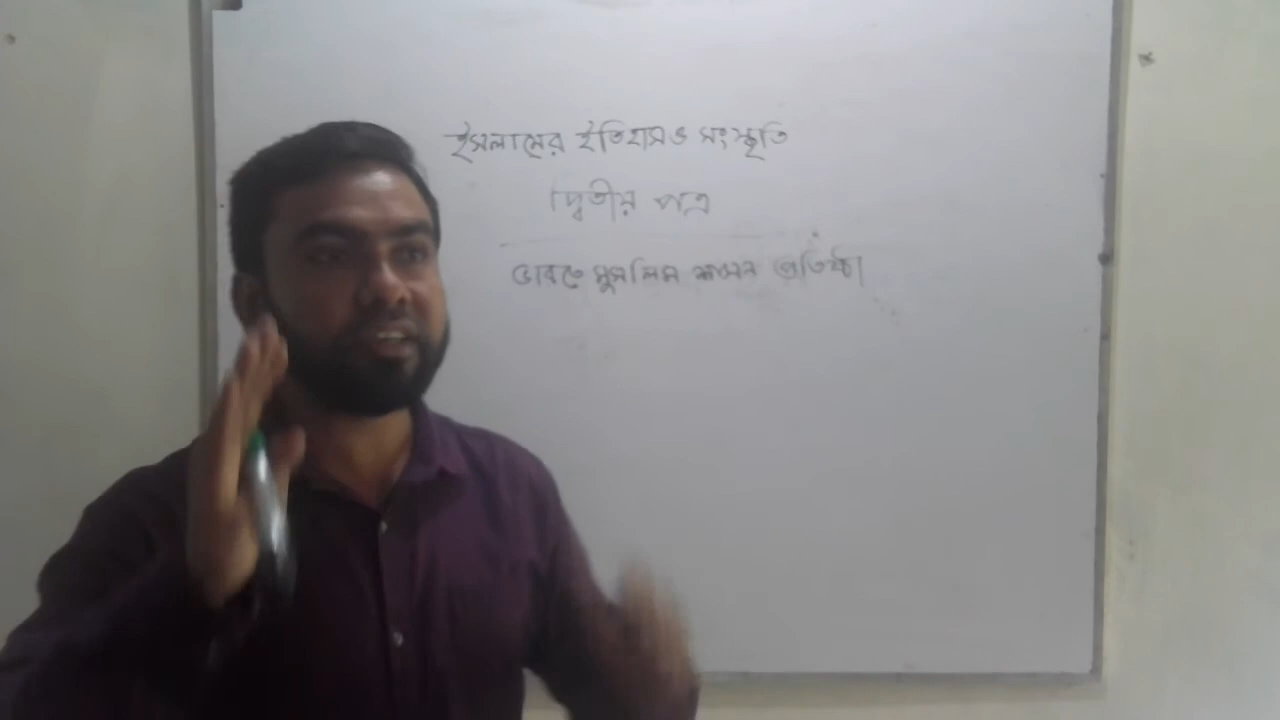 ইসলামের ইতিহাস ও সংস্কৃতি
দ্বিতীয় পত্র
ভারতে মুসলিম শাসন প্রতিষ্ঠা